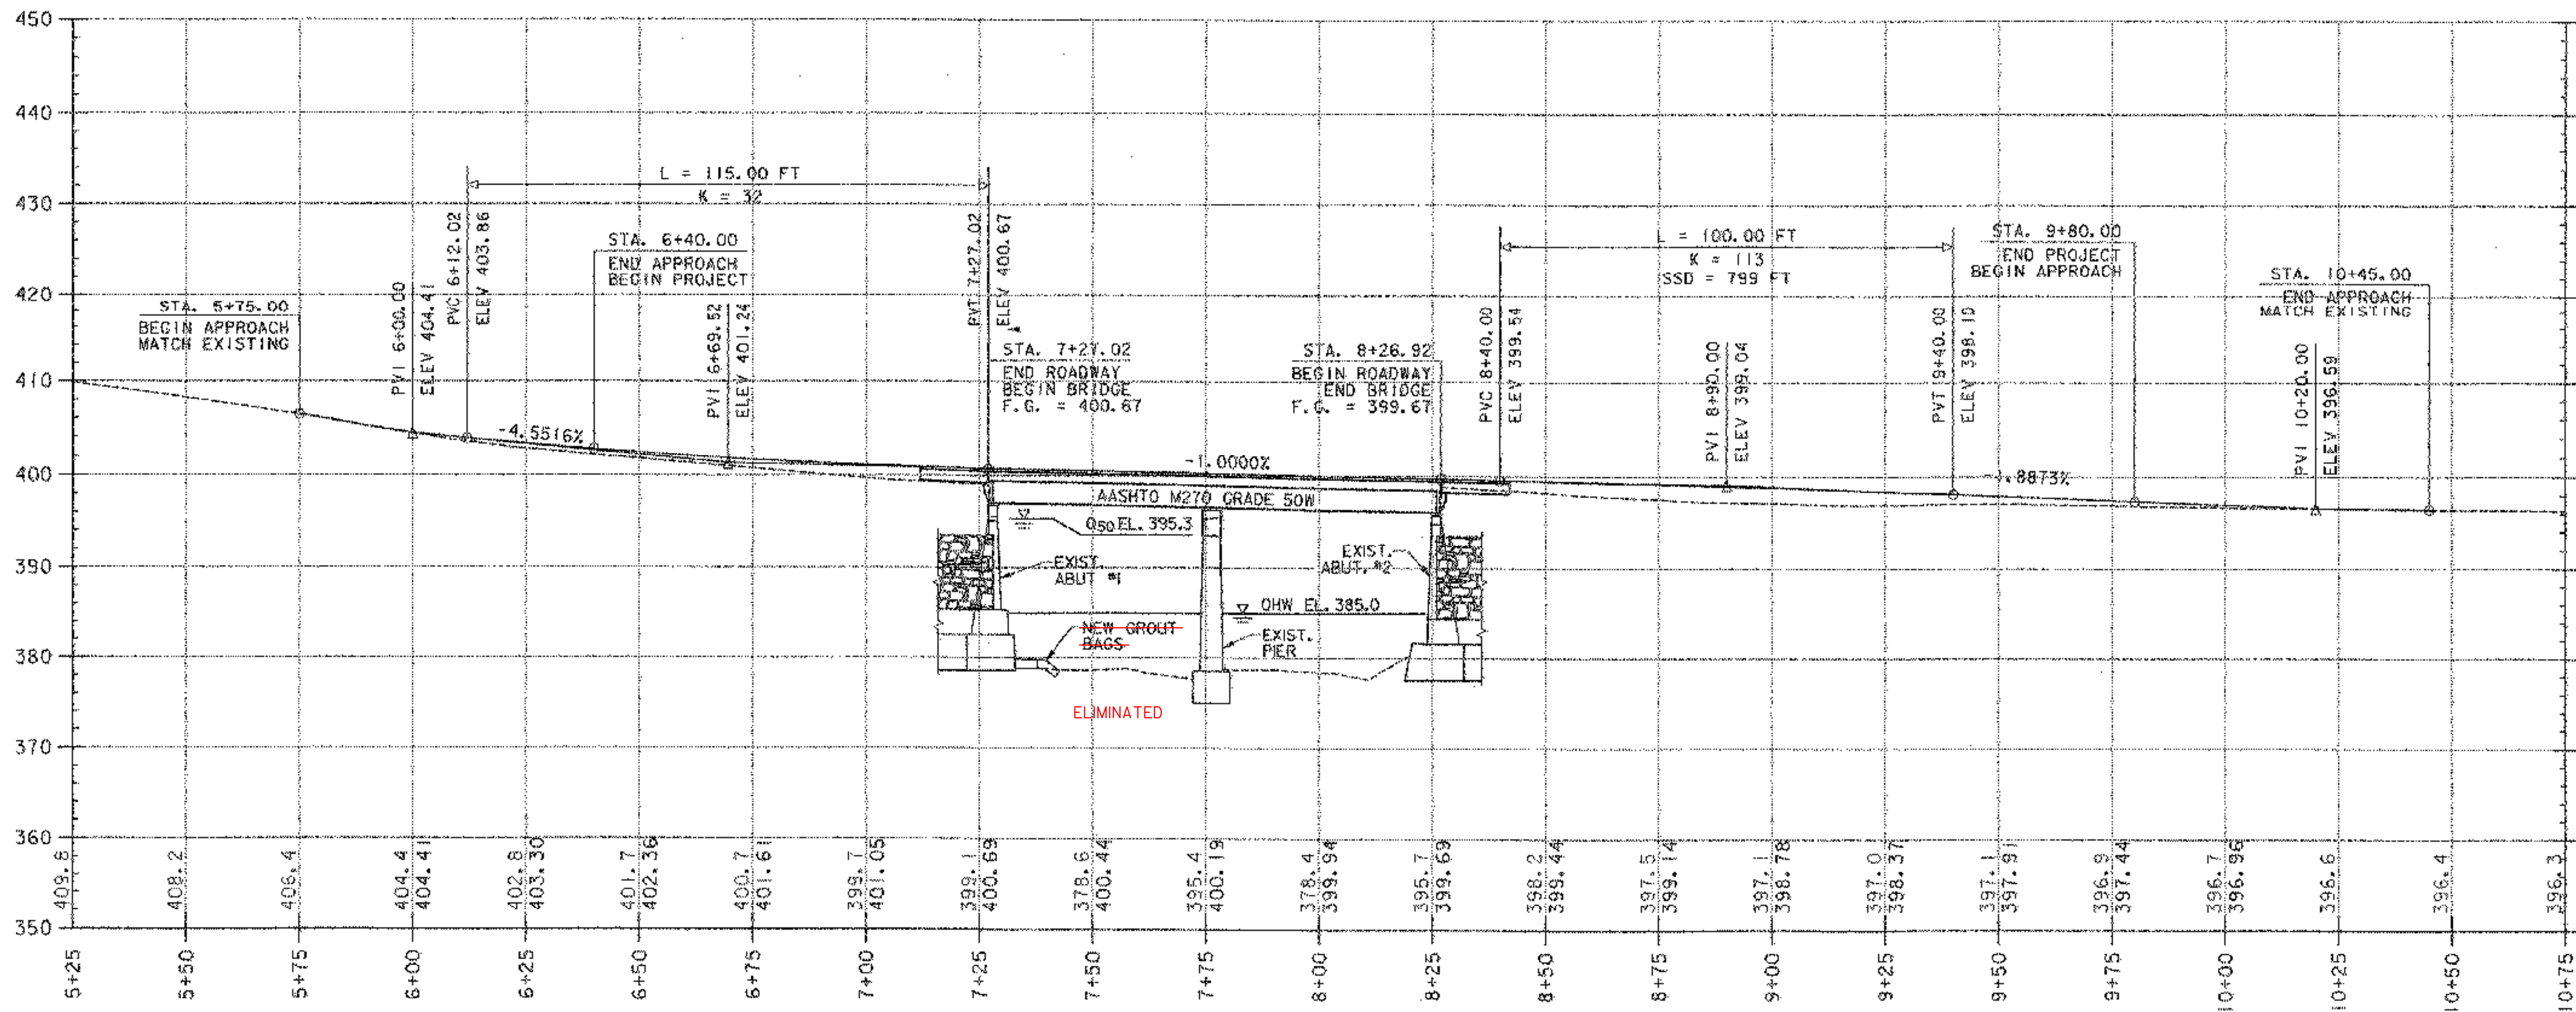 450
440
430
420
410
400
390
380
370
360
350
L = 115.00 FT
K = 32
PVC 6+12.02
ELEV 403.86
STA. 6+40.00
END APPROACH
BEGIN PROJECT
STA. 5+75.00
BEGIN APPROACH
MATCH EXISTING
PVI 6+00.00
ELEV 404.41
PVI 6+69.52
ELEV 401.24
PVT 7+27.02
ELEV 400.67
STA. 7+27.02
END ROADWAY
BEGIN BRIDGE
F.G. = 400.67
STA. 8+26.92
BEGIN ROADWAY
END BRIDGE
F.G. = 399.67
L = 100.00 FT
K = 113
SSD = 799 FT
PVC 8+40.00
ELEV 399.54
PVI 8+90.00
ELEV 399.04
PVT 9+40.00
ELEV 398.10
STA. 9+80.00
END PROJECT
BEGIN APPROACH
STA. 10+45.00
END APPROACH
MATCH EXISTING
PVI 10+20.00
ELEV 396.59
-4.5516%
-1.0000%
-1.8873%
AASHTO M270 GRADE 50W
Q50 EL. 395.3
EXIST.
ABUT #1
EXIST.
ABUT. #2
OHW EL. 385.0
NEW GROUT
BAGS
EXIST.
PIER
ELIMINATED
409.8
408.2
406.4
404.4
404.41
402.8
403.30
401.7
402.36
400.7
401.61
399.7
401.05
399.1
400.69
378.6
400.44
395.4
400.19
378.4
399.94
395.7
399.69
398.2
399.44
397.5
399.14
397.1
398.78
397.0
398.37
397.1
397.91
396.9
397.44
396.7
396.96
396.6
396.4
396.3
5+25
5+50
5+75
6+00
6+25
6+50
6+75
7+00
7+25
7+50
7+75
8+00
8+25
8+50
8+75
9+00
9+25
9+50
9+75
10+00
10+25
10+50
10+75